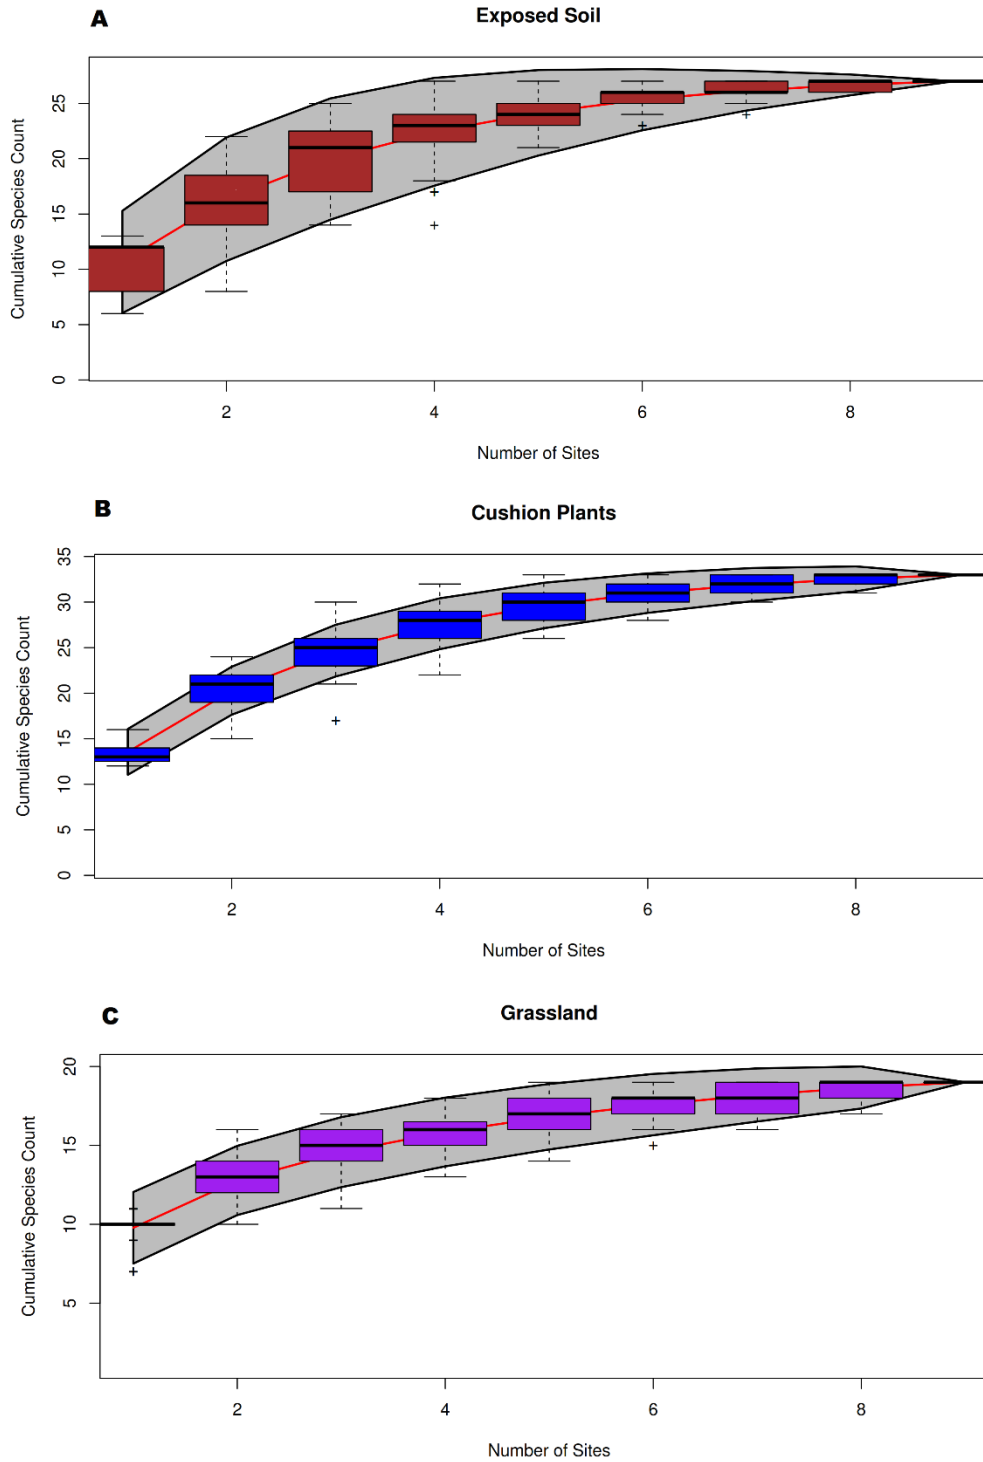 A
Exposed Soil
Cumulative Species Count
25
20
15
10
5
0
2 4 6 8
Number of Sites
B
Cushion Plants
Cumulative Species Count
35
30
25
20
15
10
5
0
2 4 6 8
Number of Sites
C
Grassland
Cumulative Species Count
20
15
10
5
2 4 6 8
Number of Sites